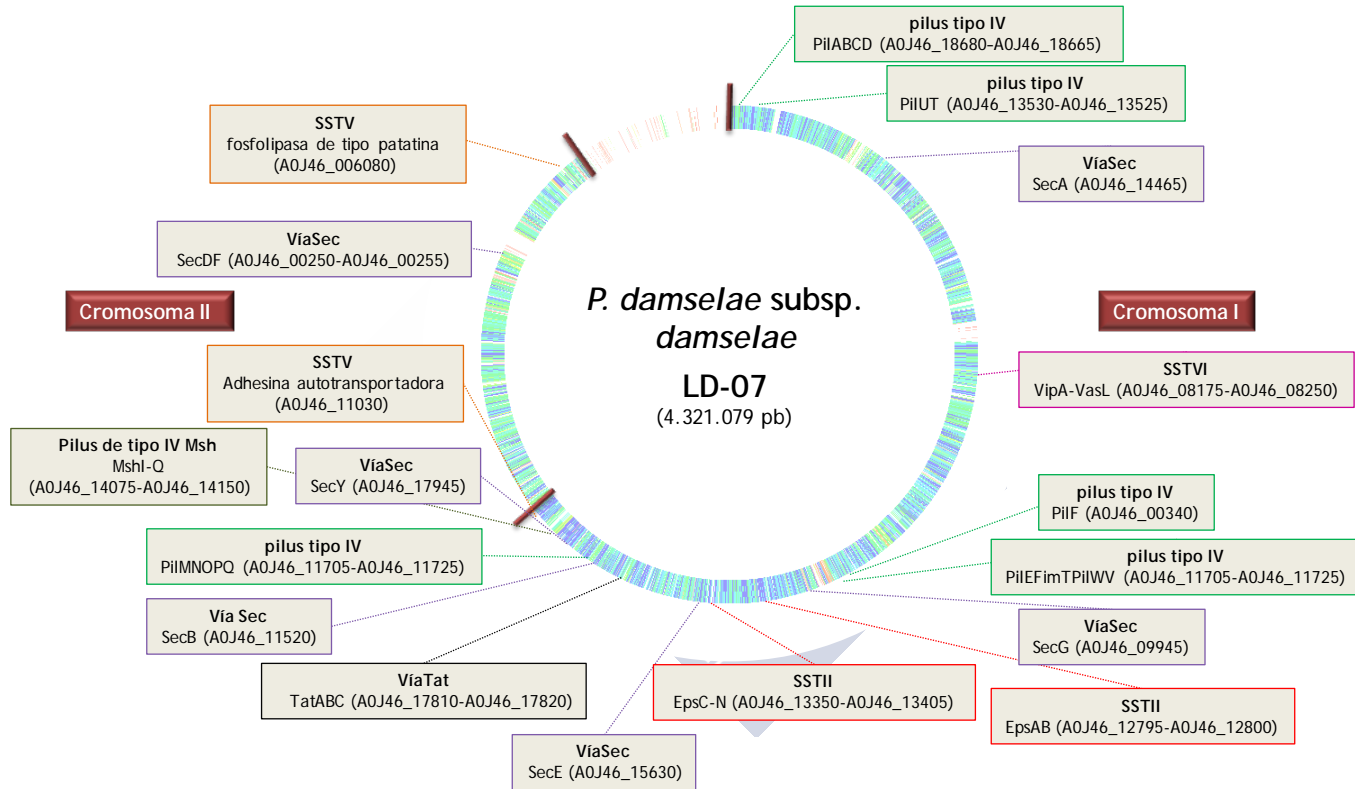 pilus tipo IV
PilABCD (A0J46_18680-A0J46_18665)
pilus tipo IV
PilUT (A0J46_13530-A0J46_13525)
SSTV
fosfolipasa de tipo patatina
(A0J46_006080)
VíaSec
SecA (A0J46_14465)
VíaSec
SecDF (A0J46_00250-A0J46_00255)
Cromosoma II
P. damselae subsp.
damselae
LD-07
(4.321.079 pb)
Cromosoma I
SSTV
Adhesina autotransportadora
(A0J46_11030)
SSTVI
VipA-VasL (A0J46_08175-A0J46_08250)
Pilus de tipo IV Msh
MshI-Q
(A0J46_14075-A0J46_14150)
VíaSec
SecY (A0J46_17945)
pilus tipo IV
PilF (A0J46_00340)
pilus tipo IV
PilMNOPQ (A0J46_11705-A0J46_11725)
pilus tipo IV
PilEFimTPilWV (A0J46_11705-A0J46_11725)
Vía Sec
SecB (A0J46_11520)
VíaSec
SecG (A0J46_09945)
VíaTat
TatABC (A0J46_17810-A0J46_17820)
SSTII
EpsC-N (A0J46_13350-A0J46_13405)
SSTII
EpsAB (A0J46_12795-A0J46_12800)
VíaSec
SecE (A0J46_15630)